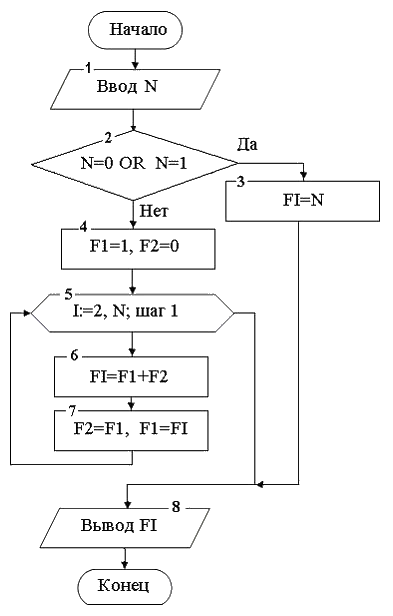 Начало
1
Ввод N
2
N=0 OR N=1
Да
3
FI=N
Нет
4
F1=1, F2=0
5
I:=2, N; шаг 1
6
FI=F1+F2
7
F2=F1, F1=FI
8
Вывод FI
Конец